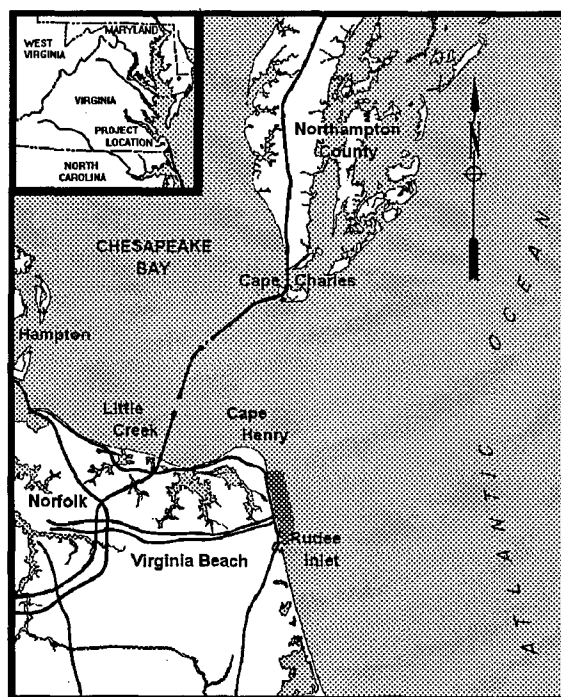 MARYLAND
WEST
VIRGINIA
VIRGINIA
PROJECT
LOCATION
NORTH
CAROLINA
Northampton
County
CHESAPEAKE
BAY
Cape Charles
Hampton
Little
Creek
Cape
Henry
Norfolk
Rudee
Inlet
Virginia Beach
ATLANTIC OCEAN
N